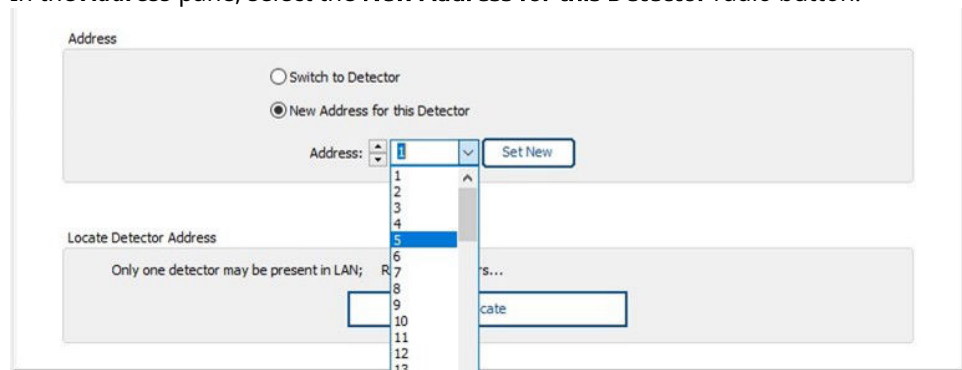 In the Address pane, select the New Address for this Detector radio button.
Address
Switch to Detector
New Address for this Detector
Address: 1 Set New
1
2
3
4
Locate Detector Address
5
6
Only one detector may be present in LAN; R
7
s...
8
9
cate
10
11
12
13